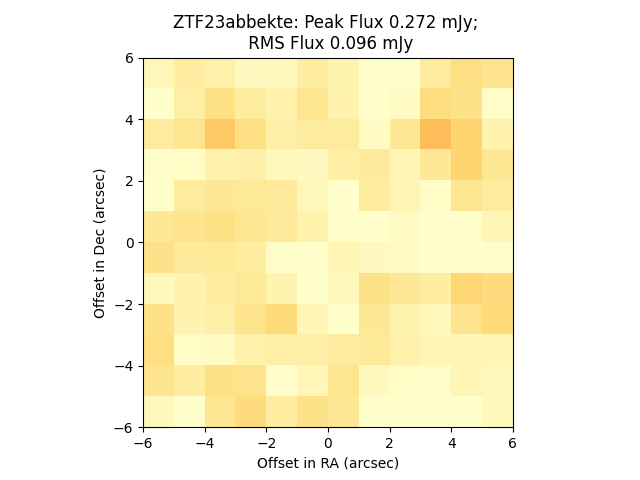 ZTF23abbekte: Peak Flux 0.272 mJy;
RMS Flux 0.096 mJy
6
4
2
0
−2
−4
−6
Offset in Dec (arcsec)
−6 −4 −2 0 2 4 6
Offset in RA (arcsec)